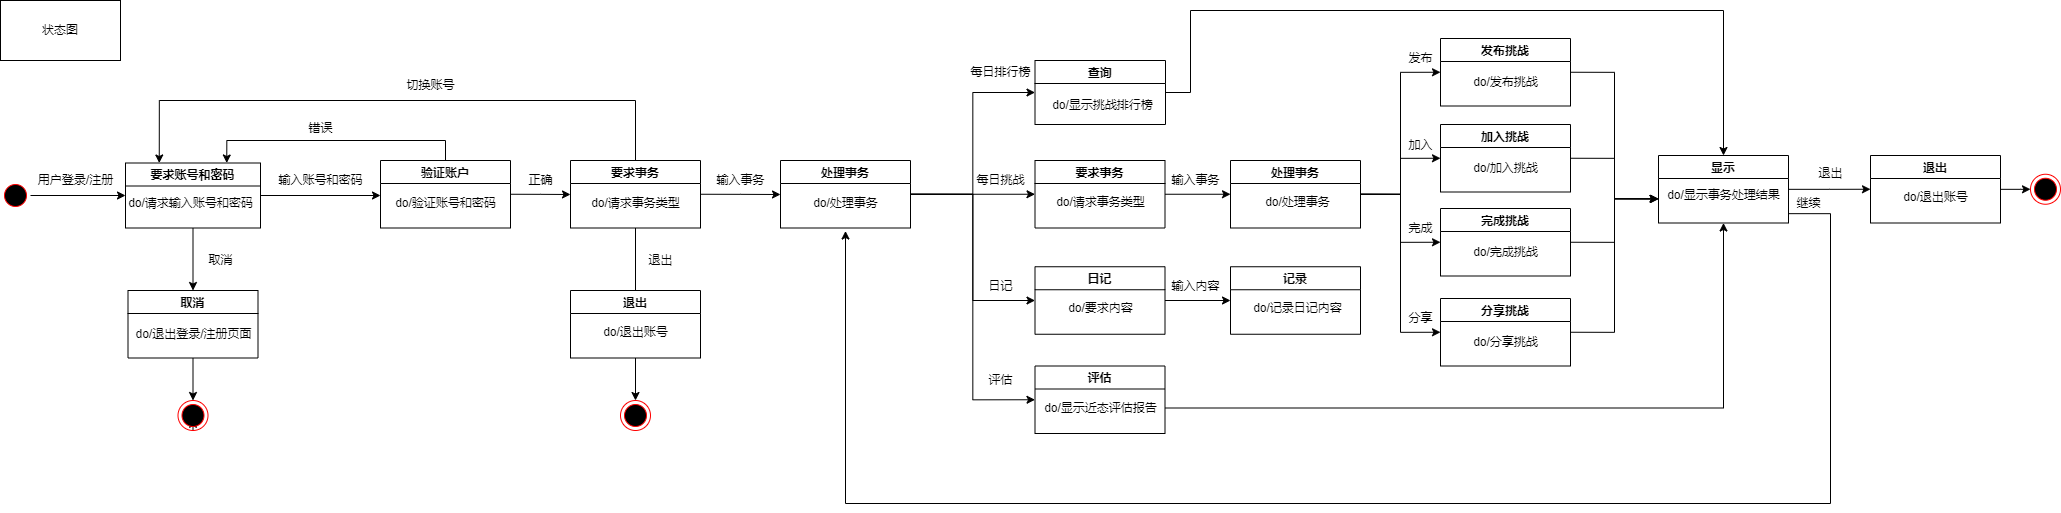 状态图
切换账号
错误
用户登录/注册
要求账号和密码
do/请求输入账号和密码
输入账号和密码
验证账户
do/验证账号和密码
正确
要求事务
do/请求事务类型
输入事务
处理事务
do/处理事务
取消
取消
do/退出登录/注册页面
退出
退出
do/退出账号
每日排行榜
查询
do/显示挑战排行榜
每日挑战
要求事务
do/请求事务类型
输入事务
处理事务
do/处理事务
日记
日记
do/要求内容
输入内容
记录
do/记录日记内容
评估
评估
do/显示近态评估报告
发布
发布挑战
do/发布挑战
加入
加入挑战
do/加入挑战
完成
完成挑战
do/完成挑战
分享
分享挑战
do/分享挑战
显示
do/显示事务处理结果
退出
继续
退出
do/退出账号